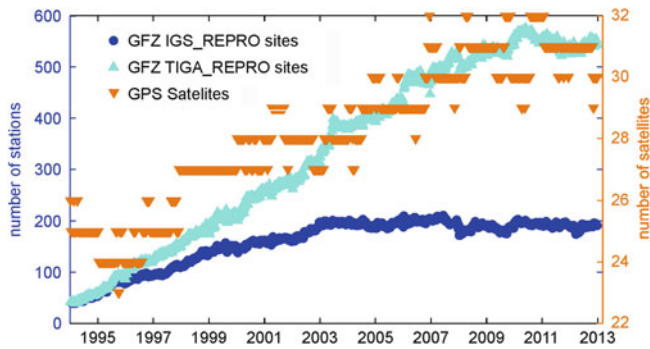 600
500
400
300
200
100
0
number of stations
GFZ IGS_REPRO sites
GFZ TIGA_REPRO sites
GPS Satelites
32
30
28
26
24
22
number of satellites
1995 1997 1999 2001 2003 2005 2007 2009 2011 2013